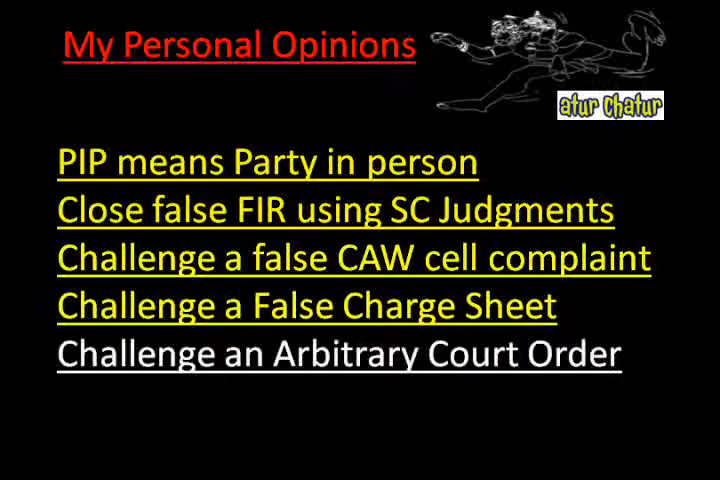 My Personal Opinions
atur chatur
PIP means Party in person
Close false FIR using SC Judgments
Challenge a false CAW cell complaint
Challenge a False Charge Sheet
Challenge an Arbitrary Court Order